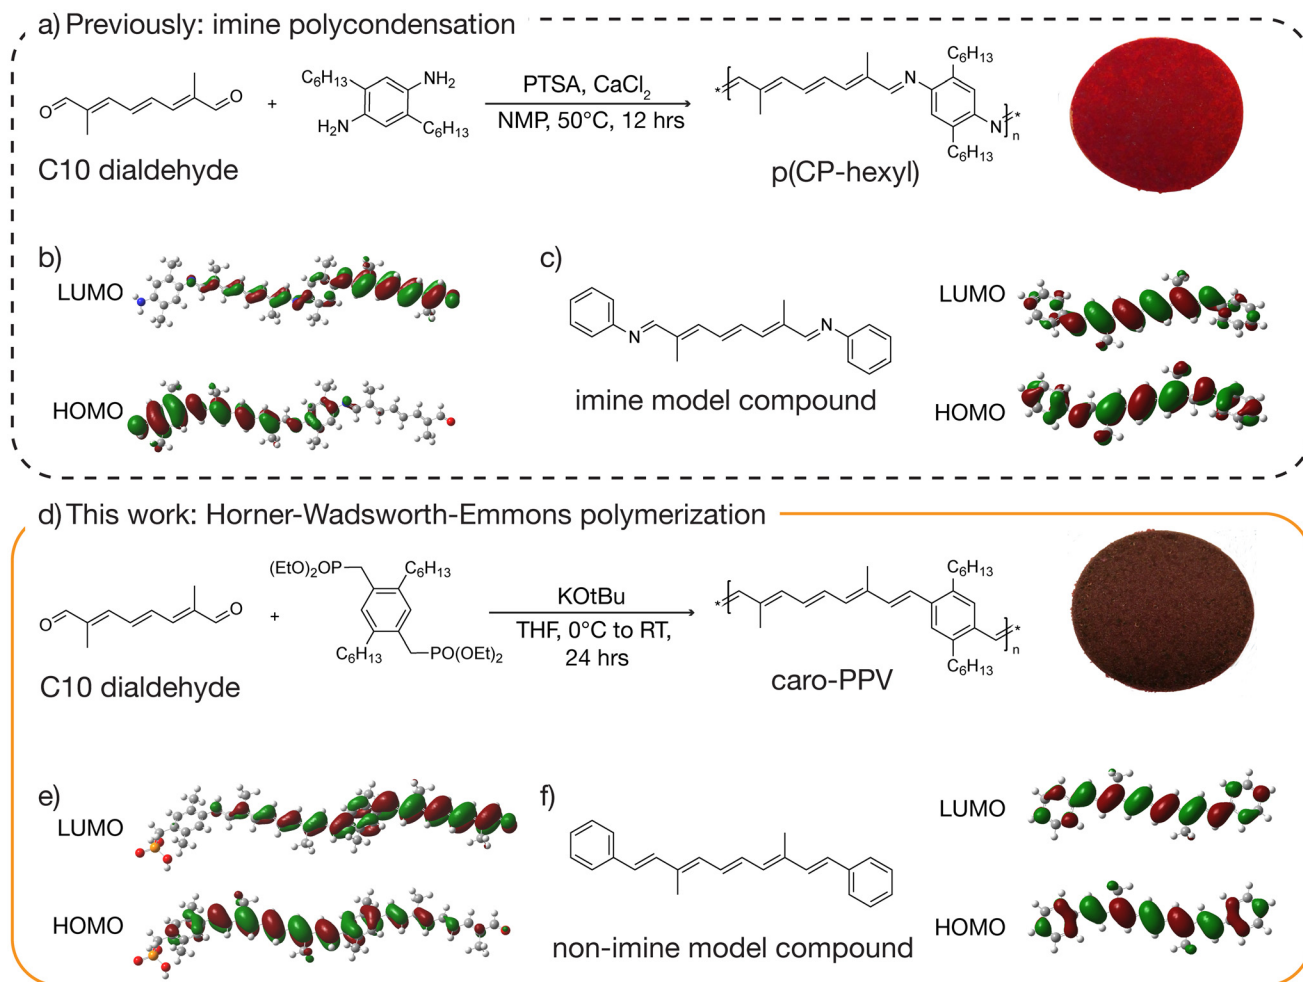 a) Previously: imine polycondensation
O
O
+
C₆H₁₃
NH₂
H₂N
C₆H₁₃
PTSA, CaCl₂
NMP, 50°C, 12 hrs
*
N
C₆H₁₃
N
*
n
C₆H₁₃
C10 dialdehyde
p(CP-hexyl)
b)
LUMO
HOMO
c)
N
N
imine model compound
LUMO
HOMO
d) This work: Horner-Wadsworth-Emmons polymerization
O
O
+
(EtO)₂OP
C₆H₁₃
C₆H₁₃
PO(OEt)₂
KOtBu
THF, 0°C to RT,
24 hrs
*
C₆H₁₃
*
n
C₆H₁₃
C10 dialdehyde
caro-PPV
e)
LUMO
HOMO
f)
non-imine model compound
LUMO
HOMO